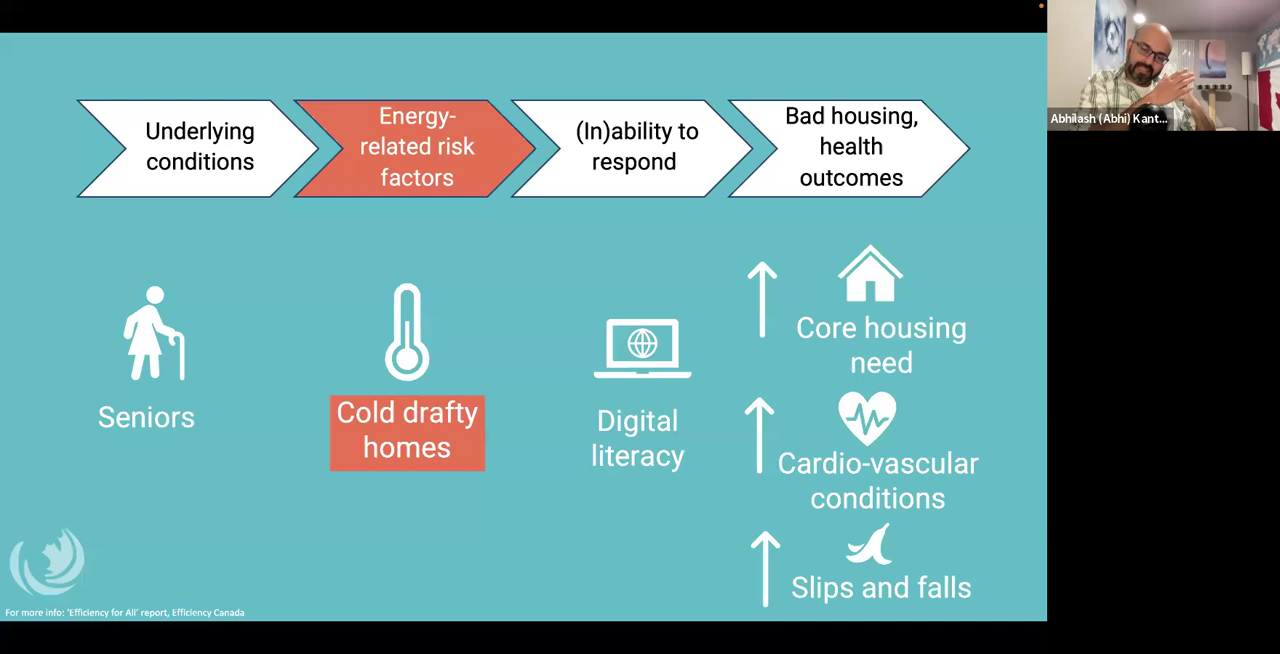 Underlying
conditions
Energy-
related risk
factors
(In)ability to
respond
Bad housing,
health
outcomes
Seniors
Cold drafty
homes
Digital
literacy
Core housing
need
Cardio-vascular
conditions
Slips and falls
For more info: 'Efficiency for All' report, Efficiency Canada
Abhilash (Abhi) Kant...